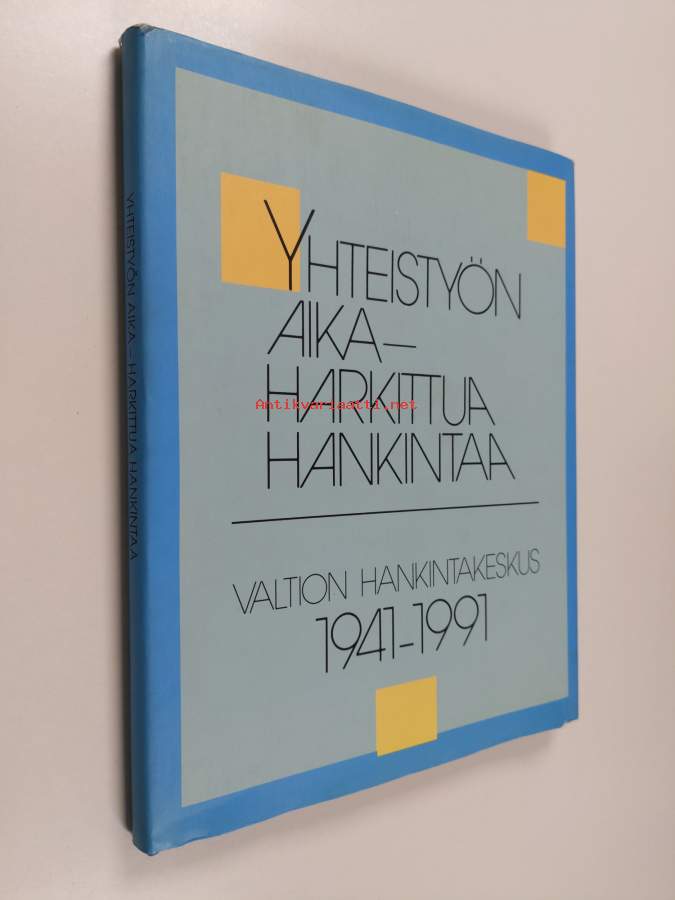 YHTEISTYÖN AIKA – HARKITTUA HANKINTAA
YHTEISTYÖN
AIKA –
HARKITTUA
Antikvariaatti.net
HANKINTAA
VALTION HANKINTAKESKUS
1941–1991